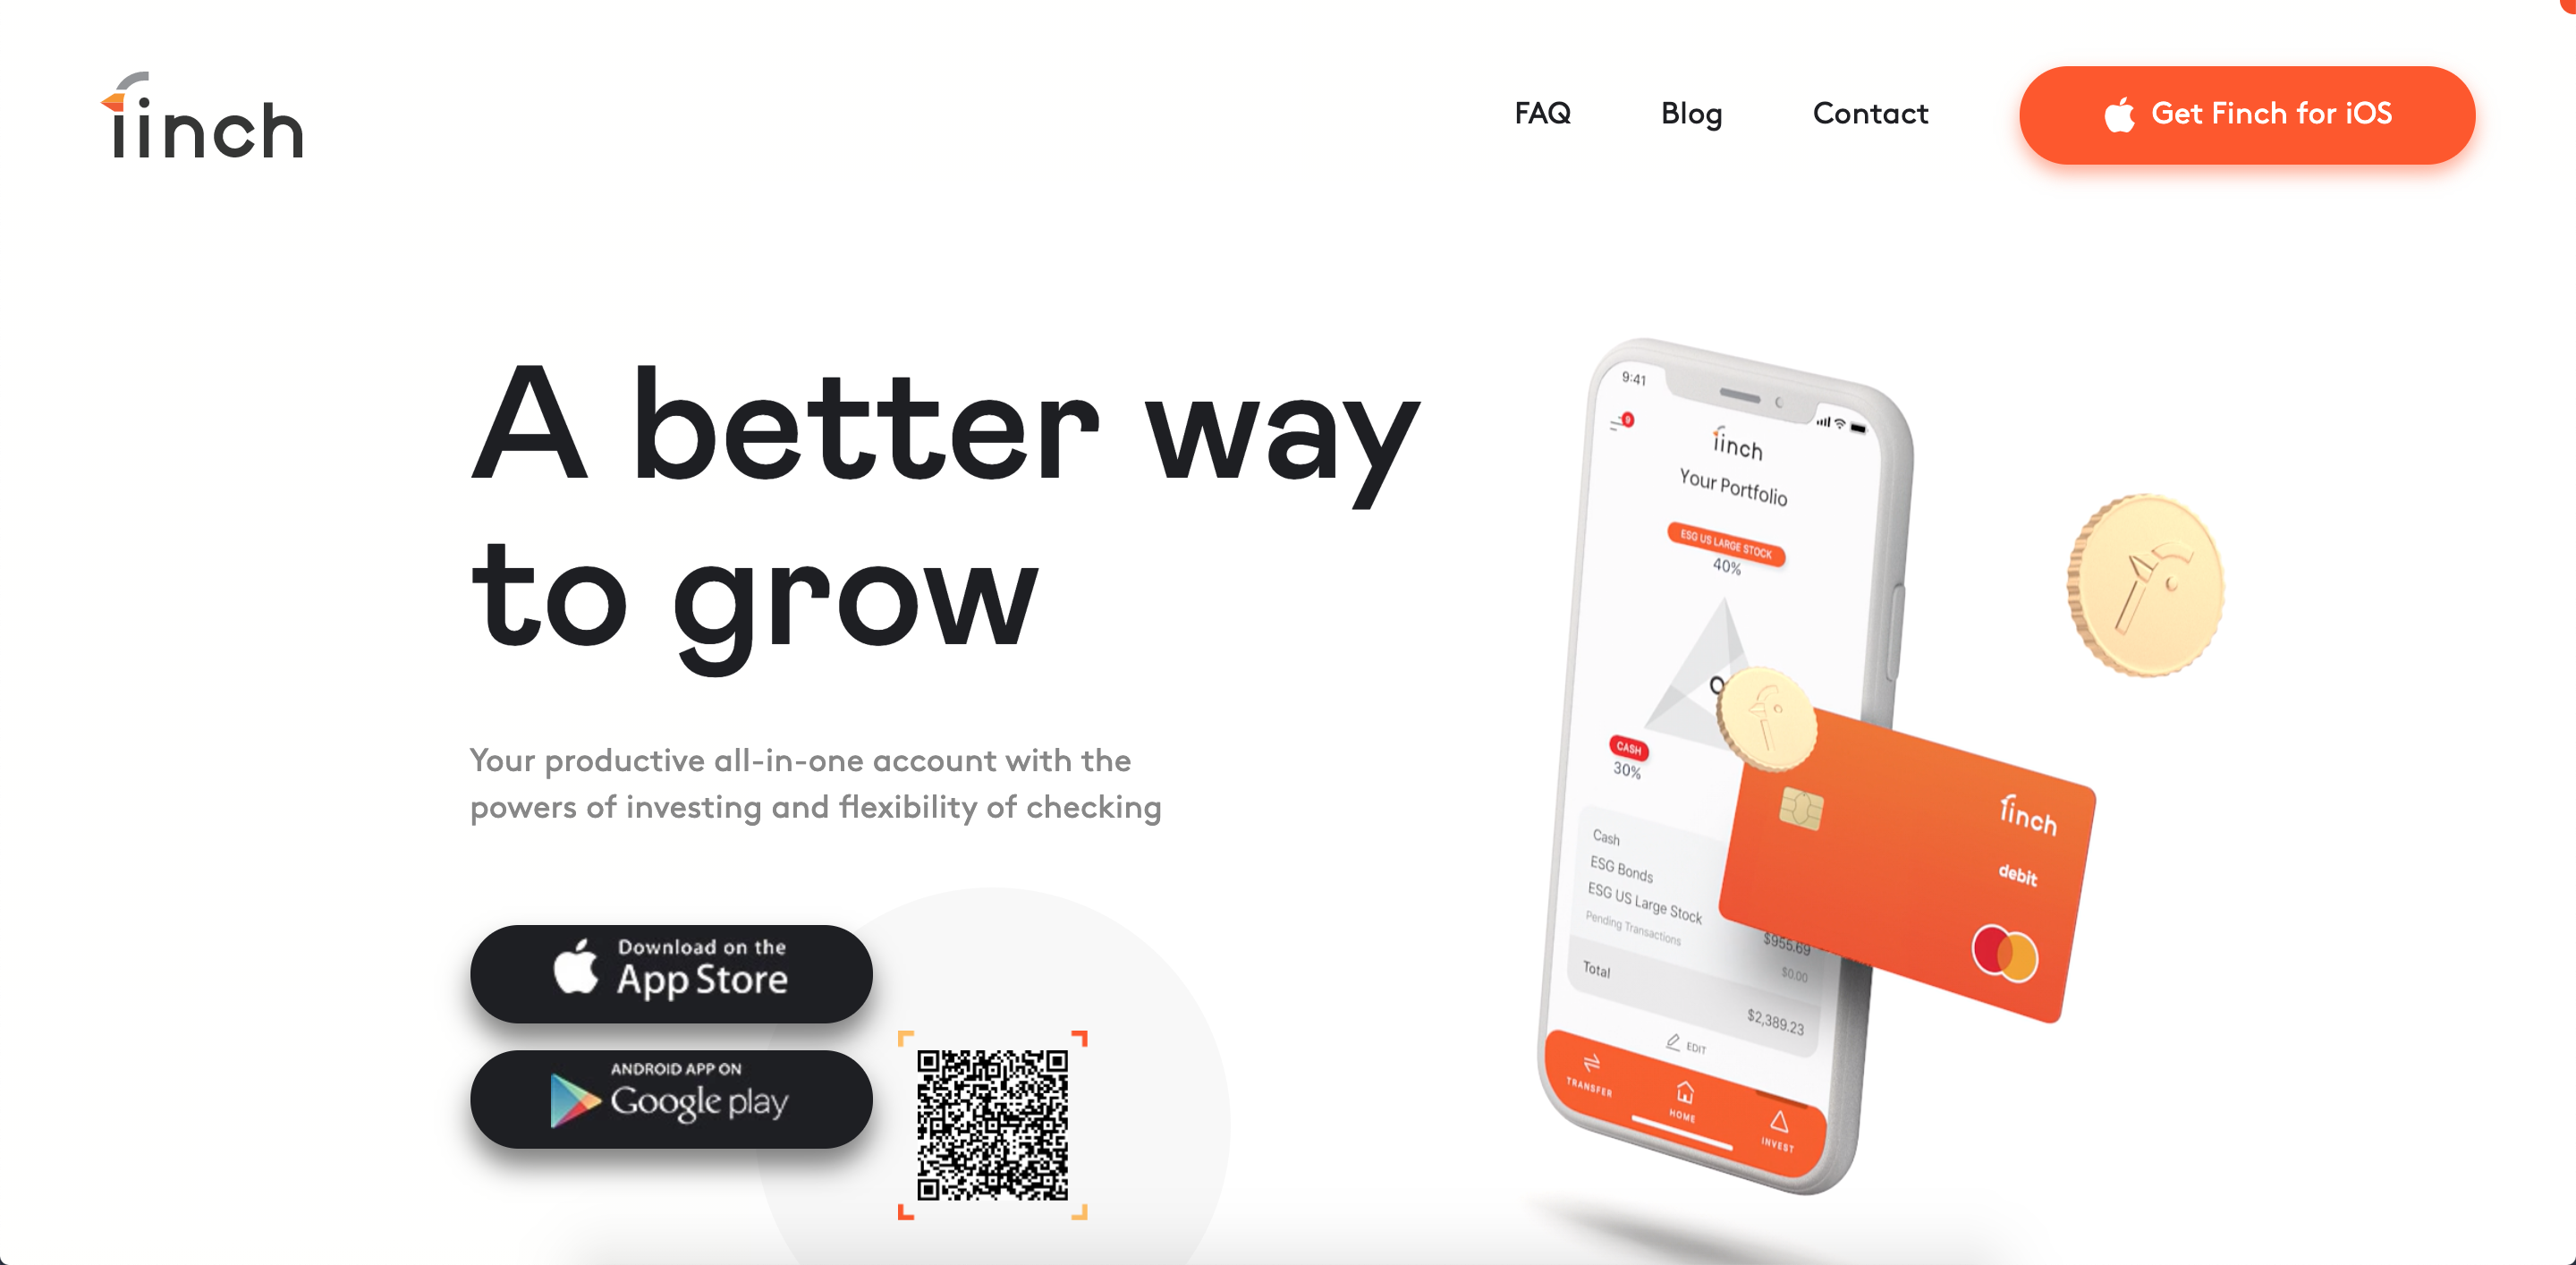 finch
FAQ
Blog
Contact
Get Finch for iOS
A better way
to grow
Your productive all-in-one account with the
powers of investing and flexibility of checking
Download on the
App Store
ANDROID APP ON
Google play
9:41
9
finch
Your Portfolio
ESG US LARGE STOCK
40%
CASH
30%
Cash
ESG Bonds
ESG US Large Stock
$955.69
Pending Transactions
$0.00
Total
$2,389.23
EDIT
TRANSFER
HOME
INVEST
finch
debit